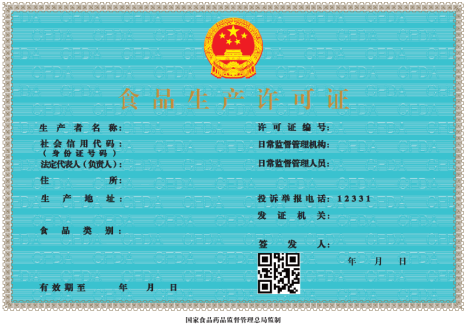 食品生产许可证
生产者名称：
许可证编号：
社会信用代码：
（身份证号码）
日常监督管理机构：
法定代表人（负责人）：
日常监督管理人员：
住 所：
生产地址：
投诉举报电话：12331
发证机关：
食品类别：
签 发 人：
年 月 日
有效期至 年 月 日
国家食品药品监督管理总局监制